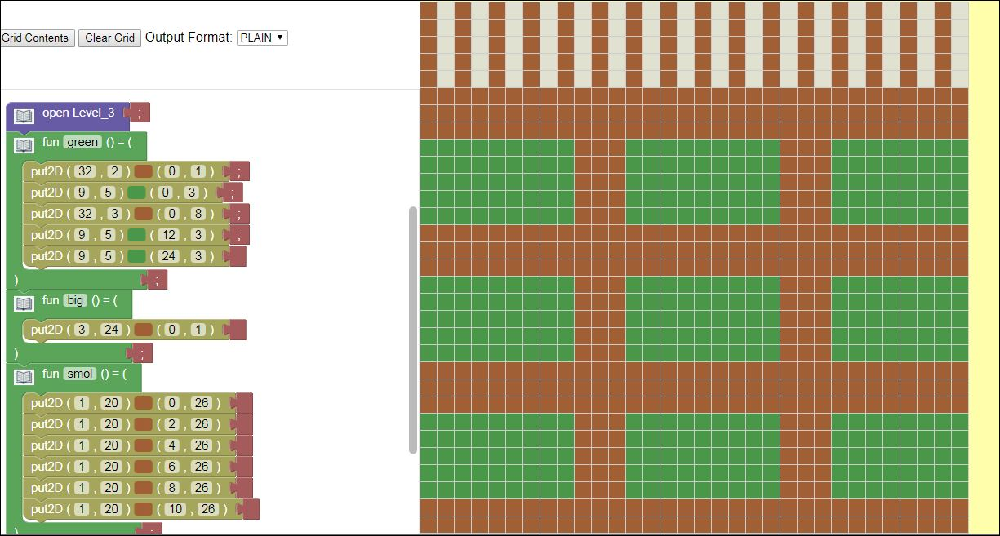 Grid Contents Clear Grid Output Format: PLAIN
open Level_3 ;
fun green () = (
put2D ( 32 , 2 ) ( 0 , 1 ) ;
put2D ( 9 , 5 ) ( 0 , 3 ) ;
put2D ( 32 , 3 ) ( 0 , 8 ) ;
put2D ( 9 , 5 ) ( 12 , 3 ) ;
put2D ( 9 , 5 ) ( 24 , 3 )
) ;
fun big () = (
put2D ( 3 , 24 ) ( 0 , 1 )
) ;
fun smol () = (
put2D ( 1 , 20 ) ( 0 , 26 )
put2D ( 1 , 20 ) ( 2 , 26 )
put2D ( 1 , 20 ) ( 4 , 26 )
put2D ( 1 , 20 ) ( 6 , 26 )
put2D ( 1 , 20 ) ( 8 , 26 )
put2D ( 1 , 20 ) ( 10 , 26 )
) ;